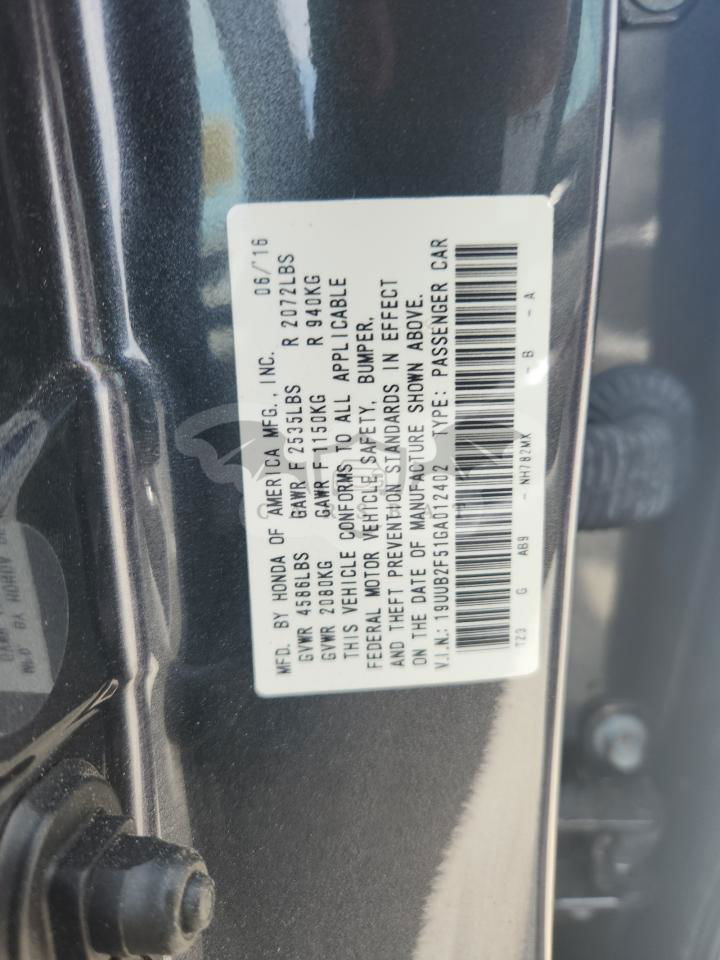 MFD. BY HONDA OF AMERICA MFG., INC. 06/'16
GVWR 4586LBS GAWR F 2535LBS R 2072LBS
GVWR 2080KG GAWR F 1150KG R 940KG
THIS VEHICLE CONFORMS TO ALL APPLICABLE
FEDERAL MOTOR VEHICLE SAFETY, BUMPER,
AND THEFT PREVENTION STANDARDS IN EFFECT
ON THE DATE OF MANUFACTURE SHOWN ABOVE.
V.I.N.: 19UUB2F51GA012402 TYPE: PASSENGER CAR
TZ3 G AB9 - NH782MX - B - A